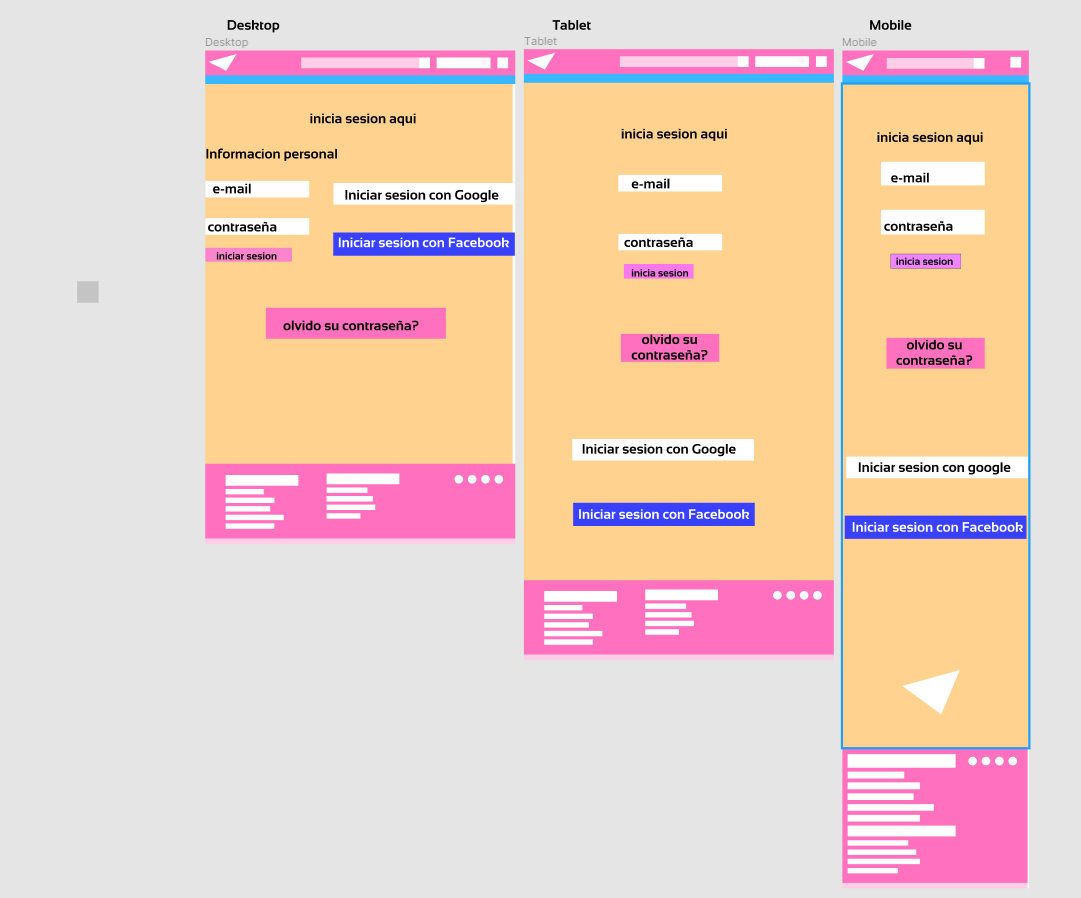 Desktop
Desktop
inicia sesion aqui
Informacion personal
e-mail
contraseña
iniciar sesion
Iniciar sesion con Google
Iniciar sesion con Facebook
olvido su contraseña?
Tablet
Tablet
inicia sesion aqui
e-mail
contraseña
inicia sesion
olvido su
contraseña?
Iniciar sesion con Google
Iniciar sesion con Facebook
Mobile
Mobile
inicia sesion aqui
e-mail
contraseña
inicia sesion
olvido su
contraseña?
Iniciar sesion con google
Iniciar sesion con Facebook